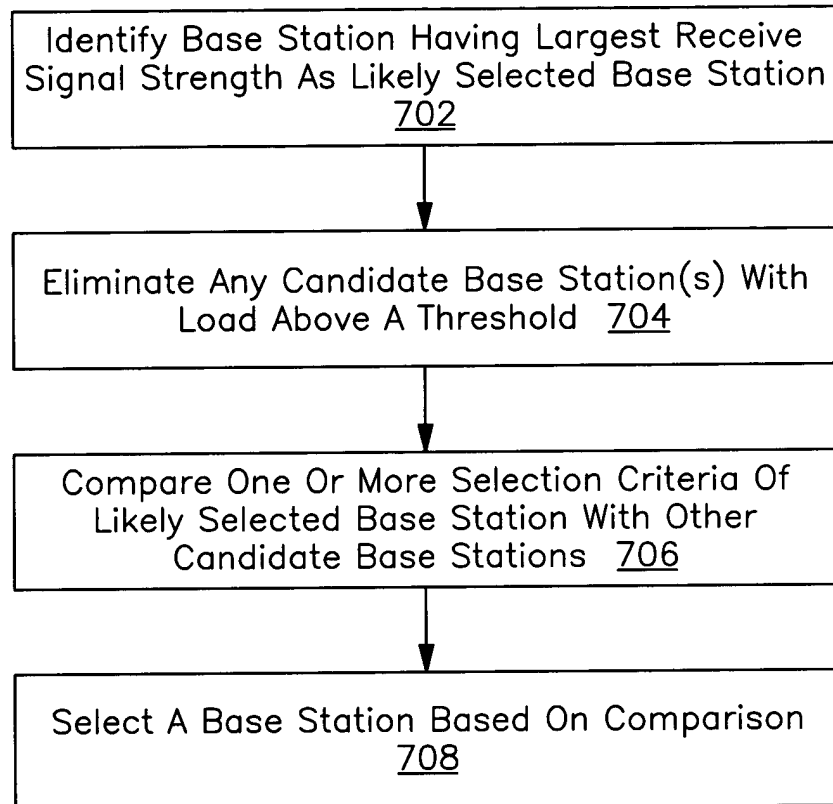 Identify Base Station Having Largest Receive
Signal Strength As Likely Selected Base Station
702
Eliminate Any Candidate Base Station(s) With
Load Above A Threshold 704
Compare One Or More Selection Criteria Of
Likely Selected Base Station With Other
Candidate Base Stations 706
Select A Base Station Based On Comparison
708